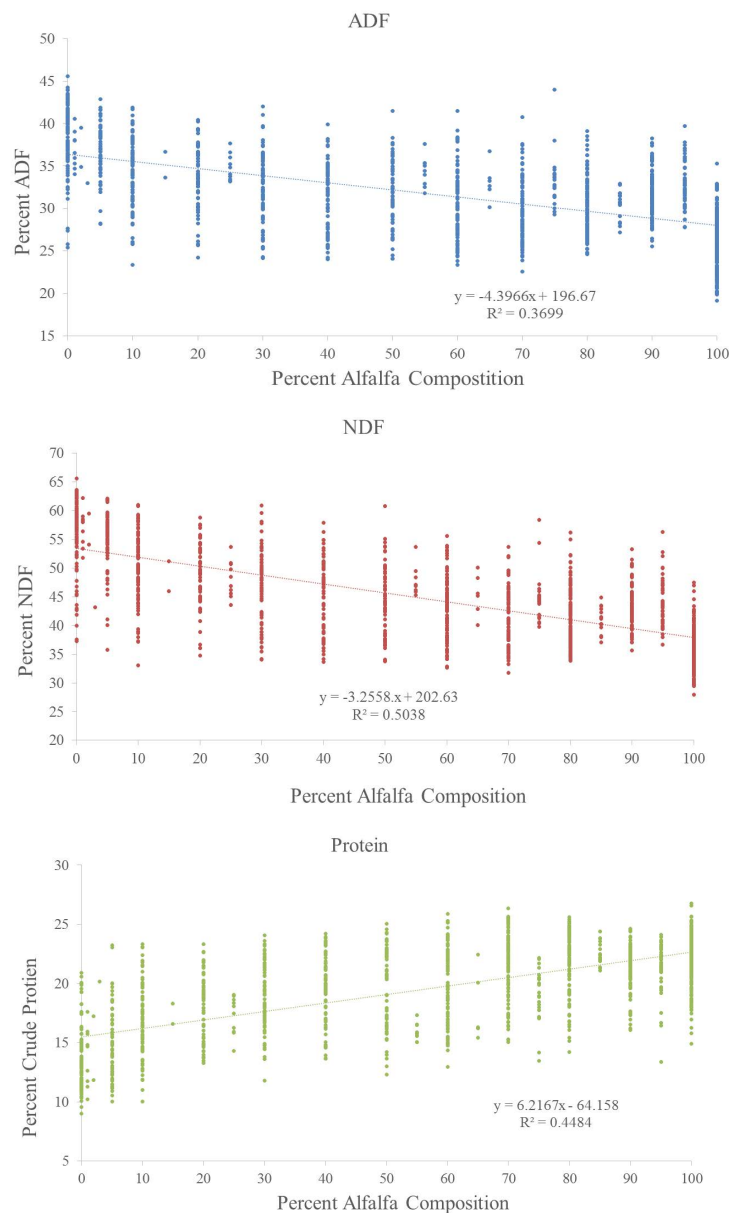 ADF
50
45
40
35
30
25
20
15
Percent ADF
y = -4.3966x + 196.67
R² = 0.3699
0 10 20 30 40 50 60 70 80 90 100
Percent Alfalfa Compostition
NDF
70
65
60
55
50
45
40
35
30
25
20
Percent NDF
y = -3.2558.x + 202.63
R² = 0.5038
0 10 20 30 40 50 60 70 80 90 100
Percent Alfalfa Composition
Protein
30
25
20
15
10
5
Percent Crude Protien
y = 6.2167x - 64.158
R² = 0.4484
0 10 20 30 40 50 60 70 80 90 100
Percent Alfalfa Composition